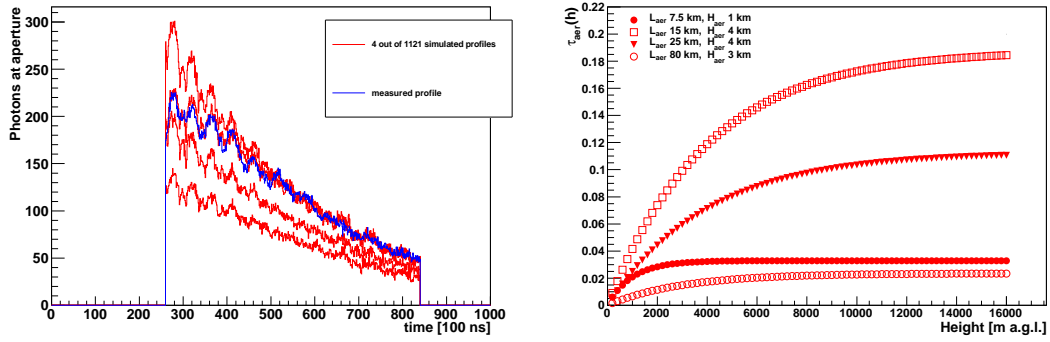 Photons at aperture
300
250
200
150
100
50
0
0 100 200 300 400 500 600 700 800 900 1000
time [100 ns]
4 out of 1121 simulated profiles
measured profile
τaer(h)
0.22
0.2
0.18
0.16
0.14
0.12
0.1
0.08
0.06
0.04
0.02
0
0 2000 4000 6000 8000 10000 12000 14000 16000
Height [m a.g.l.]
Laer 7.5 km, Haer 1 km
Laer 15 km, Haer 4 km
Laer 25 km, Haer 4 km
Laer 80 km, Haer 3 km